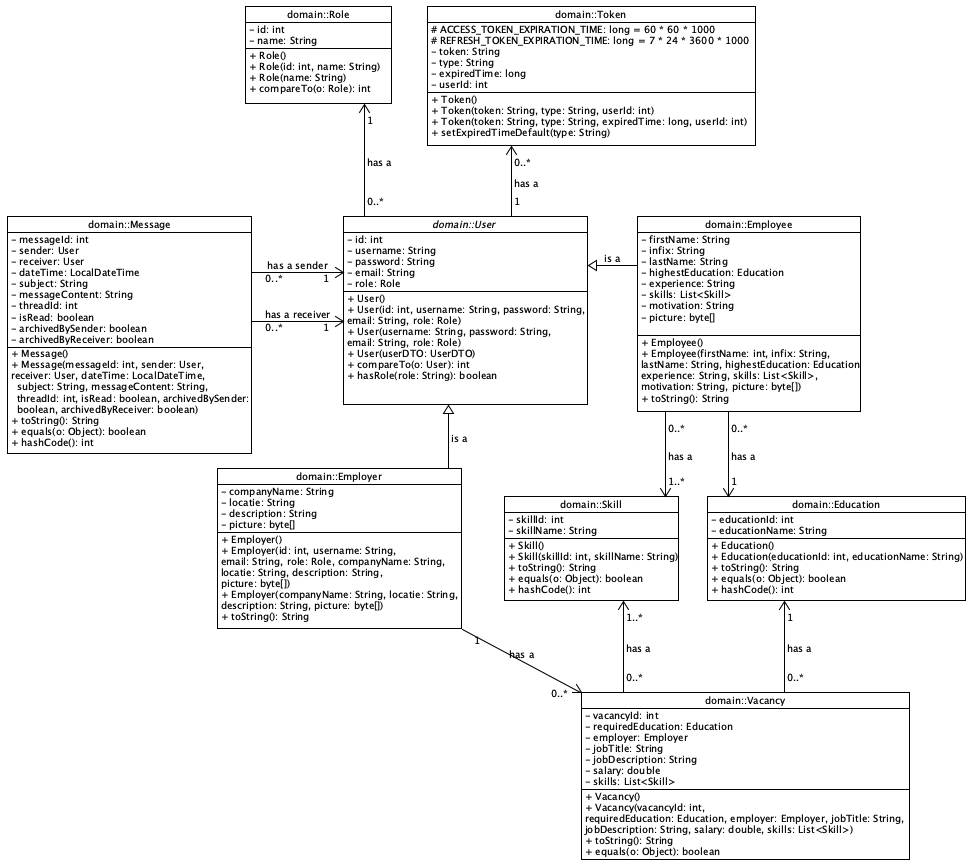 domain::Role
- id: int
- name: String
+ Role()
+ Role(id: int, name: String)
+ Role(name: String)
+ compareTo(o: Role): int
domain::Token
# ACCESS_TOKEN_EXPIRATION_TIME: long = 60 * 60 * 1000
# REFRESH_TOKEN_EXPIRATION_TIME: long = 7 * 24 * 3600 * 1000
- token: String
- type: String
- expiredTime: long
- userId: int
+ Token()
+ Token(token: String, type: String, userId: int)
+ Token(token: String, type: String, expiredTime: long, userId: int)
+ setExpiredTimeDefault(type: String)
1
has a
0..*
0..*
has a
1
domain::Message
- messageId: int
- sender: User
- receiver: User
- dateTime: LocalDateTime
- subject: String
- messageContent: String
- threadId: int
- isRead: boolean
- archivedBySender: boolean
- archivedByReceiver: boolean
+ Message()
+ Message(messageId: int, sender: User,
receiver: User, dateTime: LocalDateTime,
subject: String, messageContent: String,
threadId: int, isRead: boolean, archivedBySender:
boolean, archivedByReceiver: boolean)
+ toString(): String
+ equals(o: Object): boolean
+ hashCode(): int
has a sender
0..* 1
has a receiver
0..* 1
domain::User
- id: int
- username: String
- password: String
- email: String
- role: Role
+ User()
+ User(id: int, username: String, password: String,
email: String, role: Role)
+ User(username: String, password: String,
email: String, role: Role)
+ User(userDTO: UserDTO)
+ compareTo(o: User): int
+ hasRole(role: String): boolean
is a
domain::Employee
- firstName: String
- infix: String
- lastName: String
- highestEducation: Education
- experience: String
- skills: List<Skill>
- motivation: String
- picture: byte[]
+ Employee()
+ Employee(firstName: int, infix: String,
lastName: String, highestEducation: Education
experience: String, skills: List<Skill>,
motivation: String, picture: byte[])
+ toString(): String
is a
0..*
has a
1..*
0..*
has a
1
domain::Employer
- companyName: String
- locatie: String
- description: String
- picture: byte[]
+ Employer()
+ Employer(id: int, username: String,
email: String, role: Role, companyName: String,
locatie: String, description: String,
picture: byte[])
+ Employer(companyName: String, locatie: String,
description: String, picture: byte[])
+ toString(): String
domain::Skill
- skillId: int
- skillName: String
+ Skill()
+ Skill(skillId: int, skillName: String)
+ toString(): String
+ equals(o: Object): boolean
+ hashCode(): int
domain::Education
- educationId: int
- educationName: String
+ Education()
+ Education(educationId: int, educationName: String)
+ toString(): String
+ equals(o: Object): boolean
+ hashCode(): int
1
has a
0..*
1..*
has a
0..*
1
has a
0..*
domain::Vacancy
- vacancyId: int
- requiredEducation: Education
- employer: Employer
- jobTitle: String
- jobDescription: String
- salary: double
- skills: List<Skill>
+ Vacancy()
+ Vacancy(vacancyId: int,
requiredEducation: Education, employer: Employer, jobTitle: String,
jobDescription: String, salary: double, skills: List<Skill>)
+ toString(): String
+ equals(o: Object): boolean